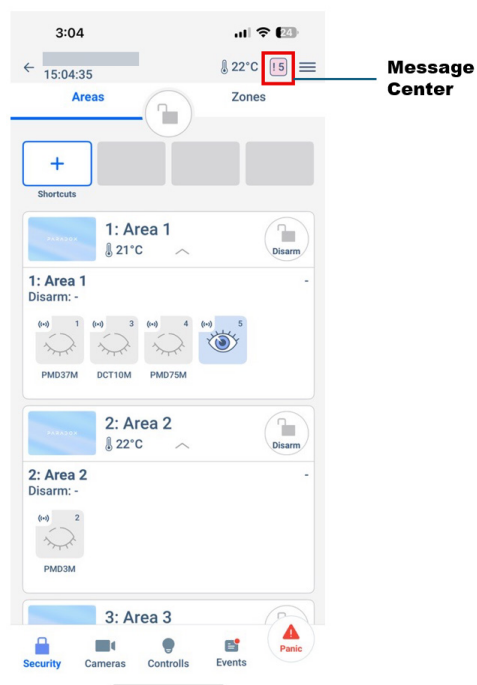 3:04
24
15:04:35
22°C
!5
Message
Center
Areas
Zones
+
Shortcuts
PARADOX
1: Area 1
21°C
Disarm
1: Area 1
-
Disarm: -
1
3
4
5
PMD37M
DCT10M
PMD75M
PARADOX
2: Area 2
22°C
Disarm
2: Area 2
-
Disarm: -
2
PMD3M
3: Area 3
Security
Cameras
Controlls
Events
Panic